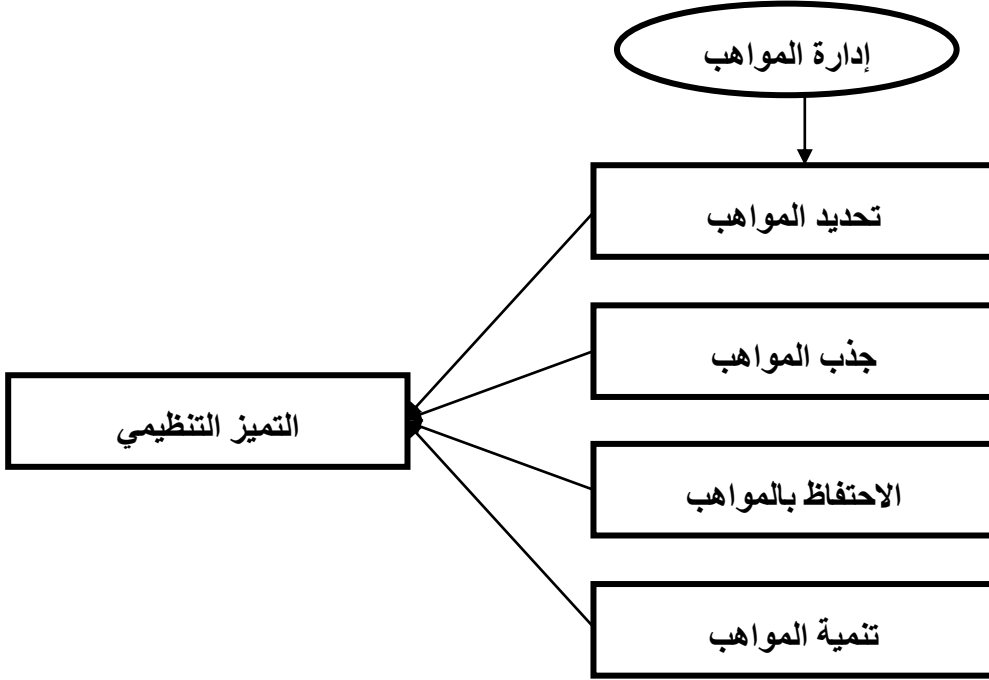 إدارة المواهب
تحديد المواهب
جذب المواهب
التميز التنظيمي
الاحتفاظ بالمواهب
تنمية المواهب